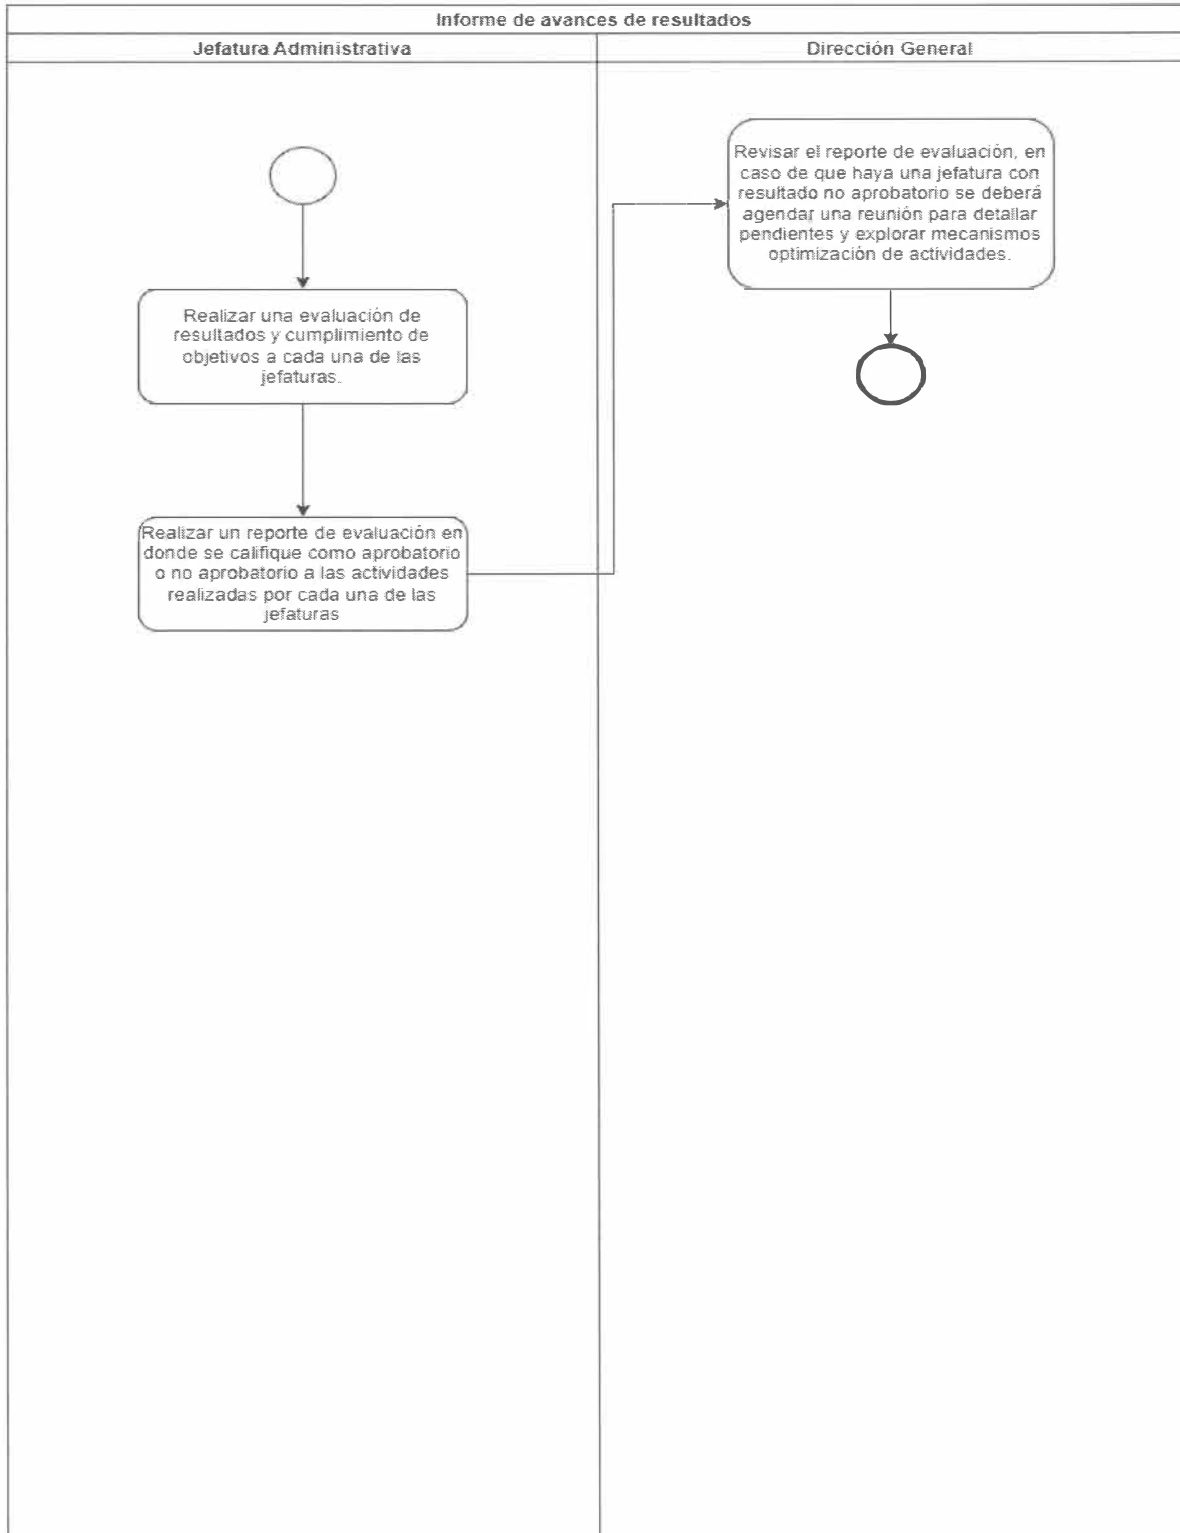 Informe de avances de resultados
Jefatura Administrativa
Dirección General
Realizar una evaluación de
resultados y cumplimiento de
objetivos a cada una de las
jefaturas.
Realizar un reporte de evaluación en
donde se califique como aprobatorio
o no aprobatorio a las actividades
realizadas por cada una de las
jefaturas
Revisar el reporte de evaluación, en
caso de que haya una jefatura con
resultado no aprobatorio se deberá
agendar una reunión para detallar
pendientes y explorar mecanismos
optimización de actividades.